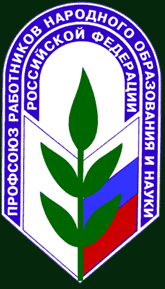 ПРОФСОЮЗ РАБОТНИКОВ НАРОДНОГО ОБРАЗОВАНИЯ И НАУКИ
РОССИЙСКОЙ ФЕДЕРАЦИИ